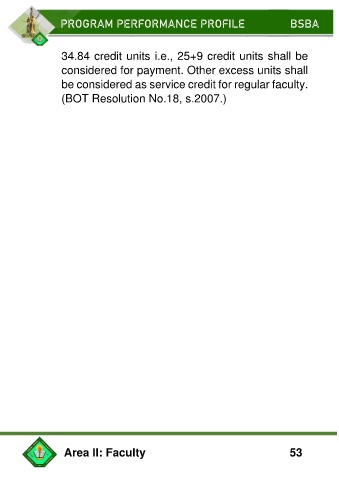 PROGRAM PERFORMANCE PROFILE BSBA
34.84 credit units i.e., 25+9 credit units shall be
considered for payment. Other excess units shall
be considered as service credit for regular faculty.
(BOT Resolution No.18, s.2007.)
Area II: Faculty 53